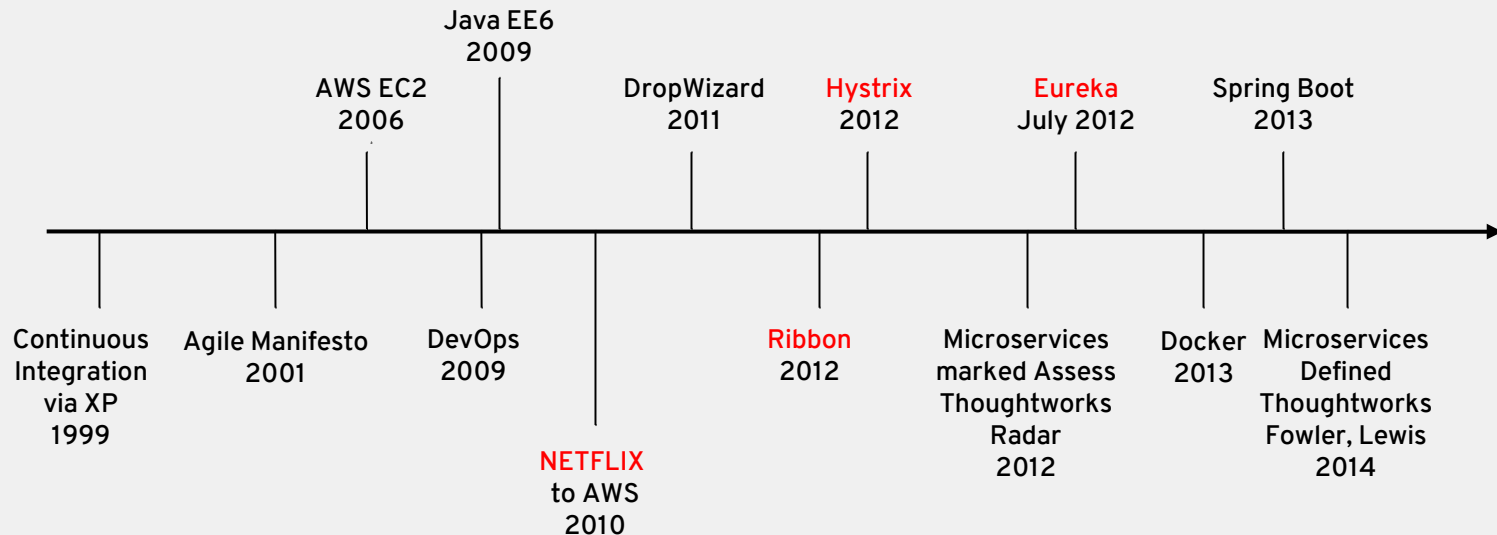 Java EE6
2009
AWS EC2
2006
DropWizard
2011
Hystrix
2012
Eureka
July 2012
Spring Boot
2013
Continuous
Integration
via XP
1999
Agile Manifesto
2001
DevOps
2009
NETFLIX
to AWS
2010
Ribbon
2012
Microservices
marked Assess
Thoughtworks
Radar
2012
Docker
2013
Microservices
Defined
Thoughtworks
Fowler, Lewis
2014